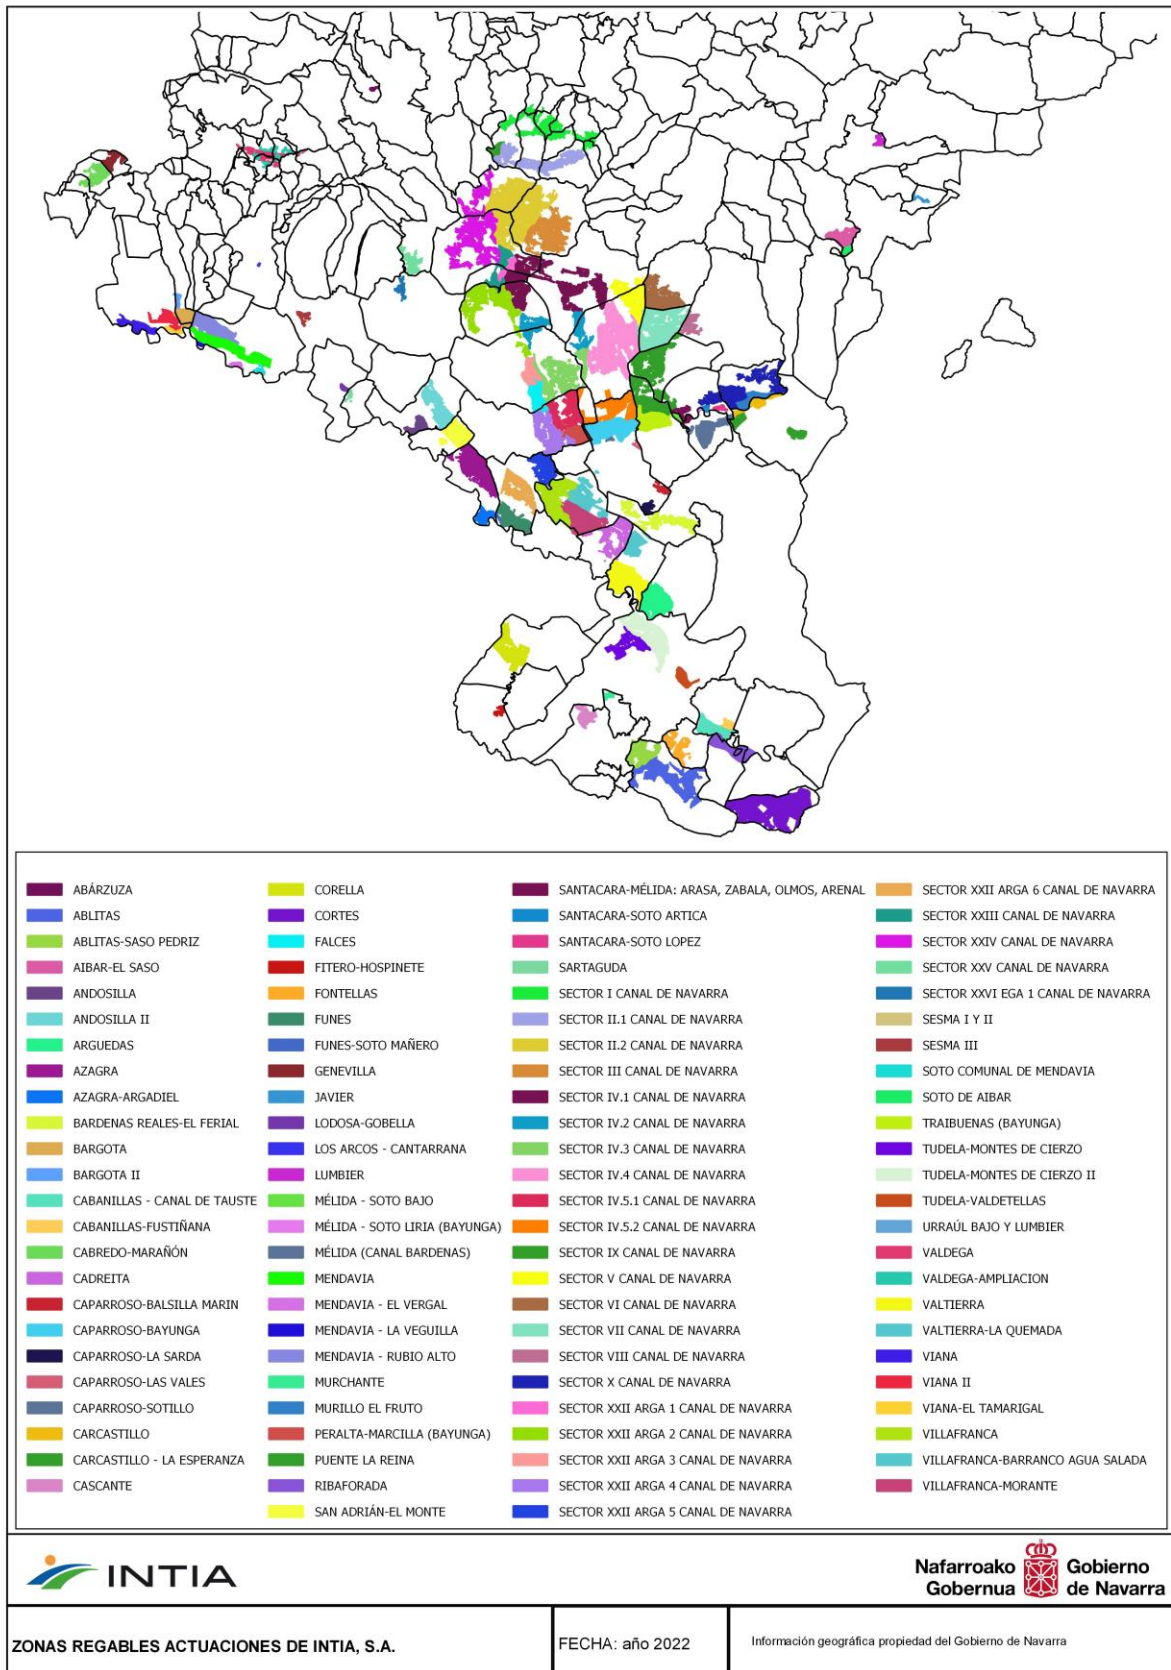 ABÁRZUZA
ABLITAS
ABLITAS-SASO PEDRIZ
AIBAR-EL SASO
ANDOSILLA
ANDOSILLA II
ARGUEDAS
AZAGRA
AZAGRA-ARGADIEL
BARDENAS REALES-EL FERIAL
BARGOTA
BARGOTA II
CABANILLAS - CANAL DE TAUSTE
CABANILLAS-FUSTIÑANA
CABREDO-MARAÑÓN
CADREITA
CAPARROSO-BALSILLA MARIN
CAPARROSO-BAYUNGA
CAPARROSO-LA SARDA
CAPARROSO-LAS VALES
CAPARROSO-SOTILLO
CARCASTILLO
CARCASTILLO - LA ESPERANZA
CASCANTE
CORELLA
CORTES
FALCES
FITERO-HOSPINETE
FONTELLAS
FUNES
FUNES-SOTO MAÑERO
GENEVILLA
JAVIER
LODOSA-GOBELLA
LOS ARCOS - CANTARRANA
LUMBIER
MÉLIDA - SOTO BAJO
MÉLIDA - SOTO LIRIA (BAYUNGA)
MÉLIDA (CANAL BARDENAS)
MENDAVIA
MENDAVIA - EL VERGAL
MENDAVIA - LA VEGUILLA
MENDAVIA - RUBIO ALTO
MURCHANTE
MURILLO EL FRUTO
PERALTA-MARCILLA (BAYUNGA)
PUENTE LA REINA
RIBAFORADA
SAN ADRIÁN-EL MONTE
SANTACARA-MÉLIDA: ARASA, ZABALA, OLMOS, ARENAL
SANTACARA-SOTO ARTICA
SANTACARA-SOTO LOPEZ
SARTAGUDA
SECTOR I CANAL DE NAVARRA
SECTOR II.1 CANAL DE NAVARRA
SECTOR II.2 CANAL DE NAVARRA
SECTOR III CANAL DE NAVARRA
SECTOR IV.1 CANAL DE NAVARRA
SECTOR IV.2 CANAL DE NAVARRA
SECTOR IV.3 CANAL DE NAVARRA
SECTOR IV.4 CANAL DE NAVARRA
SECTOR IV.5.1 CANAL DE NAVARRA
SECTOR IV.5.2 CANAL DE NAVARRA
SECTOR IX CANAL DE NAVARRA
SECTOR V CANAL DE NAVARRA
SECTOR VI CANAL DE NAVARRA
SECTOR VII CANAL DE NAVARRA
SECTOR VIII CANAL DE NAVARRA
SECTOR X CANAL DE NAVARRA
SECTOR XXII ARGA 1 CANAL DE NAVARRA
SECTOR XXII ARGA 2 CANAL DE NAVARRA
SECTOR XXII ARGA 3 CANAL DE NAVARRA
SECTOR XXII ARGA 4 CANAL DE NAVARRA
SECTOR XXII ARGA 5 CANAL DE NAVARRA
SECTOR XXII ARGA 6 CANAL DE NAVARRA
SECTOR XXIII CANAL DE NAVARRA
SECTOR XXIV CANAL DE NAVARRA
SECTOR XXV CANAL DE NAVARRA
SECTOR XXVI EGA 1 CANAL DE NAVARRA
SESMA I Y II
SESMA III
SOTO COMUNAL DE MENDAVIA
SOTO DE AIBAR
TRAIBUENAS (BAYUNGA)
TUDELA-MONTES DE CIERZO
TUDELA-MONTES DE CIERZO II
TUDELA-VALDETELLAS
URRAÚL BAJO Y LUMBIER
VALDEGA
VALDEGA-AMPLIACION
VALTIERRA
VALTIERRA-LA QUEMADA
VIANA
VIANA II
VIANA-EL TAMARIGAL
VILLAFRANCA
VILLAFRANCA-BARRANCO AGUA SALADA
VILLAFRANCA-MORANTE
INTIA
Nafarroako
Gobernua
Gobierno
de Navarra
ZONAS REGABLES ACTUACIONES DE INTIA, S.A.
FECHA: año 2022
Información geográfica propiedad del Gobierno de Navarra